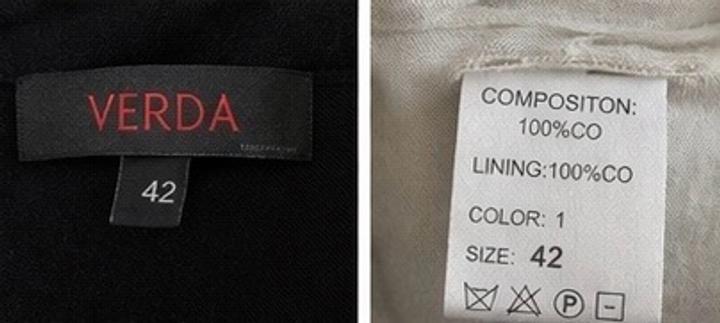 VERDA
42
COMPOSITON:
100%CO
LINING:100%CO
COLOR: 1
SIZE: 42
P